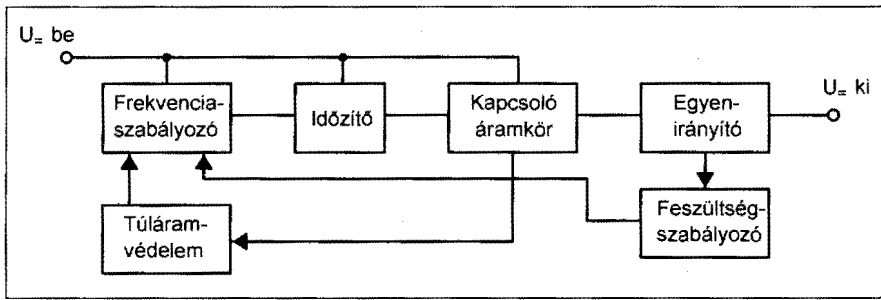 U= be
Frekvencia-
szabályozó
Időzítő
Kapcsoló
áramkör
Egyen-
irányító
U= ki
Túláram-
védelem
Feszültség-
szabályozó